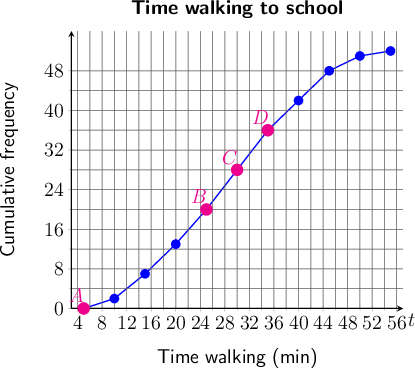 Time walking to school
Cumulative frequency
48
40
32
24
16
8
0
A
B
C
D
4 8 12 16 20 24 28 32 36 40 44 48 52 56 t
Time walking (min)